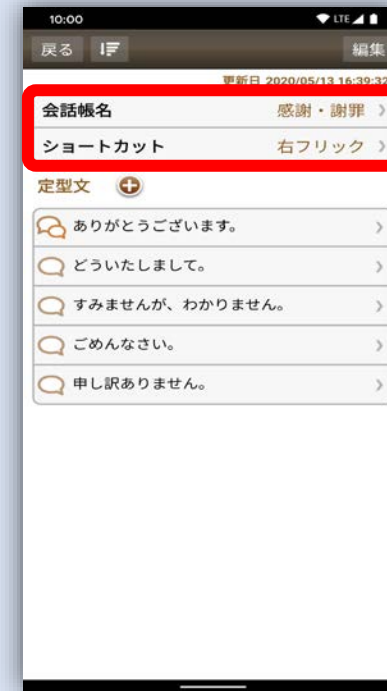 10:00 LTE
戻る 編集
更新日 2020/05/13 16:39:32
会話帳名 感謝・謝罪
ショートカット 右フリック
定型文
ありがとうございます。
どういたしまして。
すみませんが、わかりません。
ごめんなさい。
申し訳ありません。